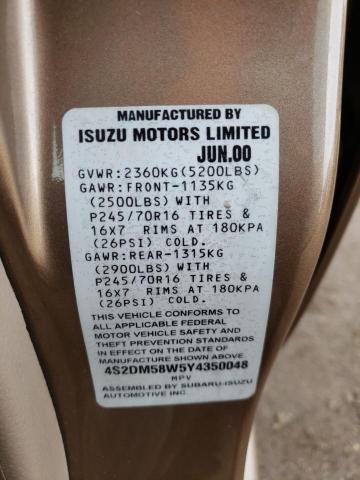 MANUFACTURED BY
ISUZU MOTORS LIMITED
JUN.00
GVWR:2360KG(5200LBS)
GAWR:FRONT-1135KG
(2500LBS) WITH
P245/70R16 TIRES &
16X7 RIMS AT 180KPA
(26PSI) COLD.
GAWR:REAR-1315KG
(2900LBS) WITH
P245/70R16 TIRES &
16X7 RIMS AT 180KPA
(26PSI) COLD.
THIS VEHICLE CONFORMS TO
ALL APPLICABLE FEDERAL
MOTOR VEHICLE SAFETY AND
THEFT PREVENTION STANDARDS
IN EFFECT ON THE DATE OF
MANUFACTURE SHOWN ABOVE
4S2DM58W5Y4350048
MPV
ASSEMBLED BY SUBARU-ISUZU
AUTOMOTIVE INC.